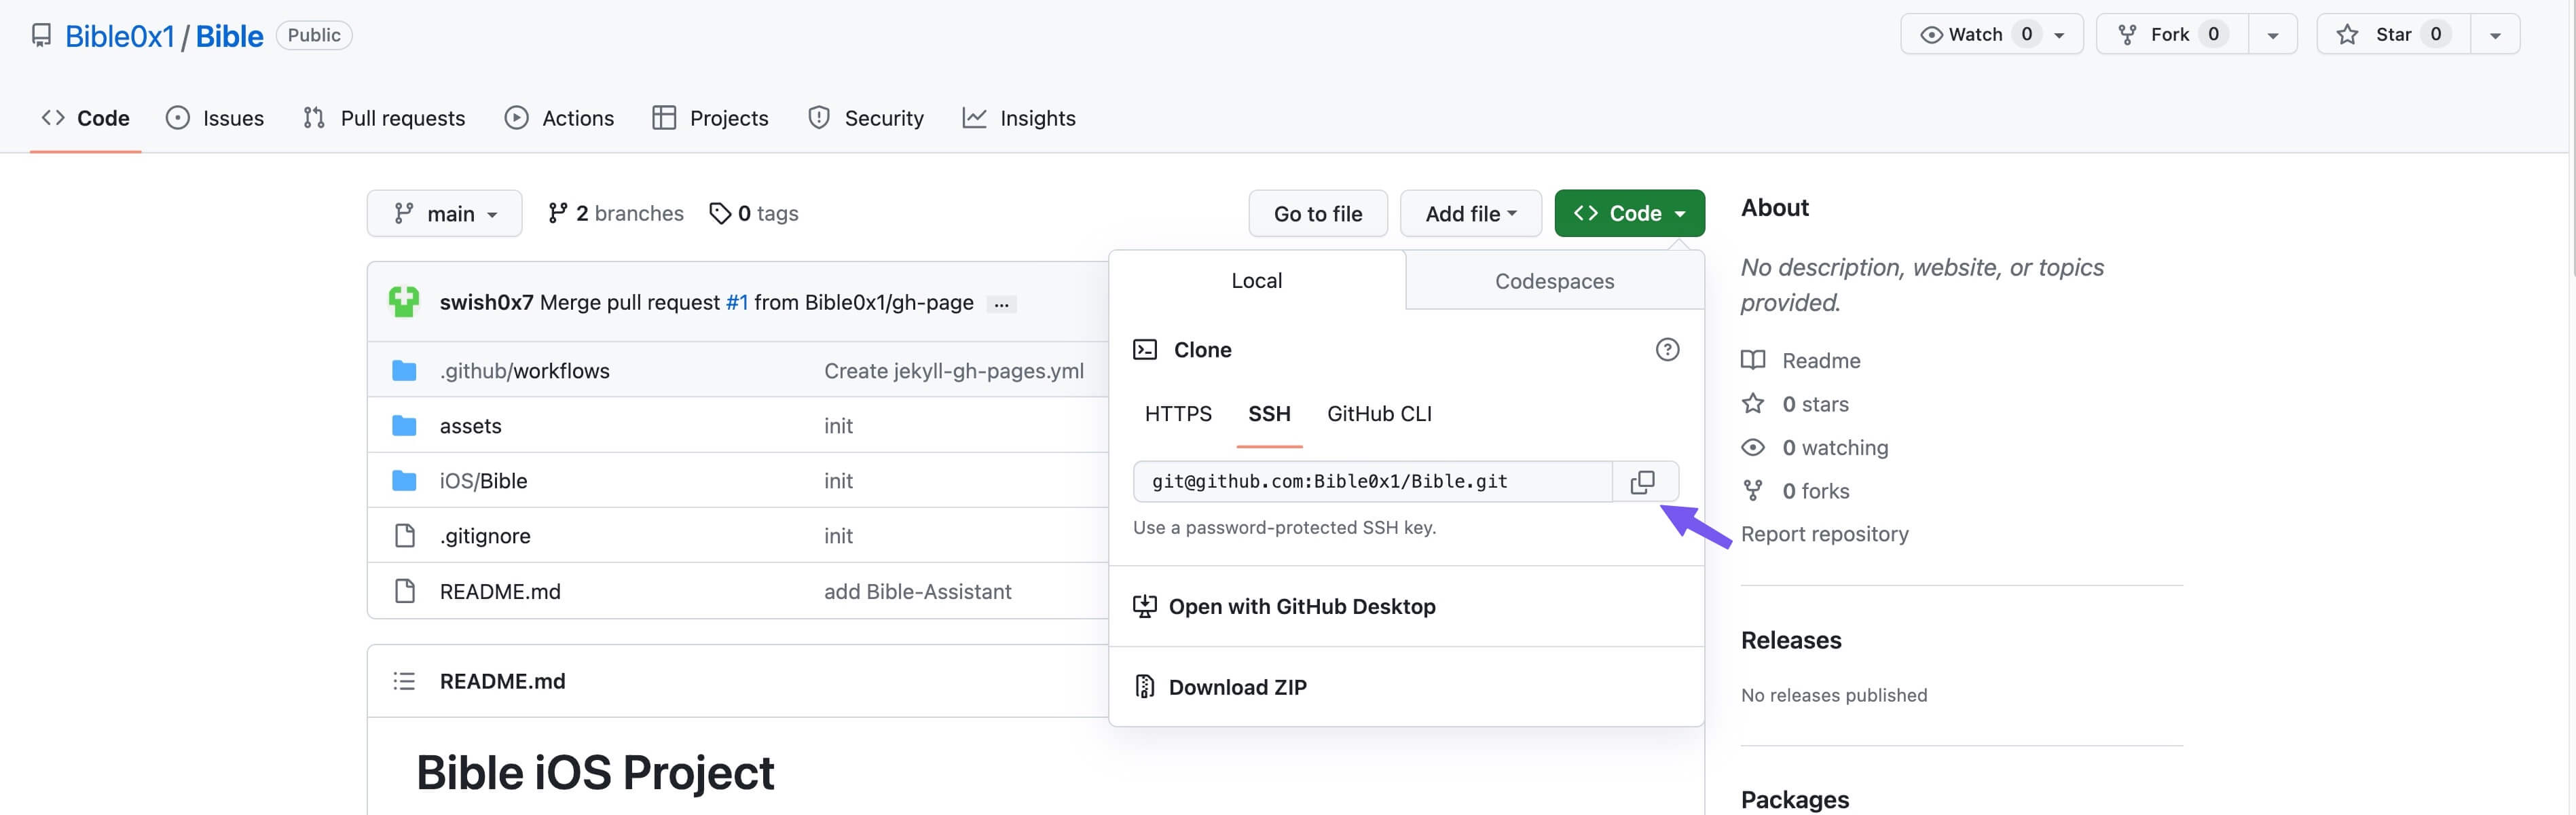 Bible0x1 / Bible Public Watch 0 Fork 0 Star 0
Code Issues Pull requests Actions Projects Security Insights
main 2 branches 0 tags Go to file Add file Code
swish0x7 Merge pull request #1 from Bible0x1/gh-page ...
.github/workflows Create jekyll-gh-pages.yml
assets init
iOS/Bible init
.gitignore init
README.md add Bible-Assistant
README.md
Bible iOS Project
Local Codespaces
Clone
HTTPS SSH GitHub CLI
git@github.com:Bible0x1/Bible.git
Use a password-protected SSH key.
Open with GitHub Desktop
Download ZIP
About
No description, website, or topics
provided.
Readme
0 stars
0 watching
0 forks
Report repository
Releases
No releases published
Packages